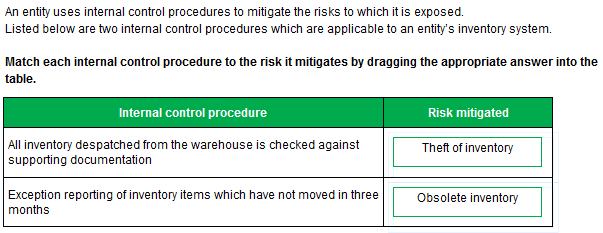 An entity uses internal control procedures to mitigate the risks to which it is exposed.
Listed below are two internal control procedures which are applicable to an entity's inventory system.
Match each internal control procedure to the risk it mitigates by dragging the appropriate answer into the
table.
Internal control procedure Risk mitigated
All inventory despatched from the warehouse is checked against
supporting documentation
Theft of inventory
Exception reporting of inventory items which have not moved in three
months
Obsolete inventory